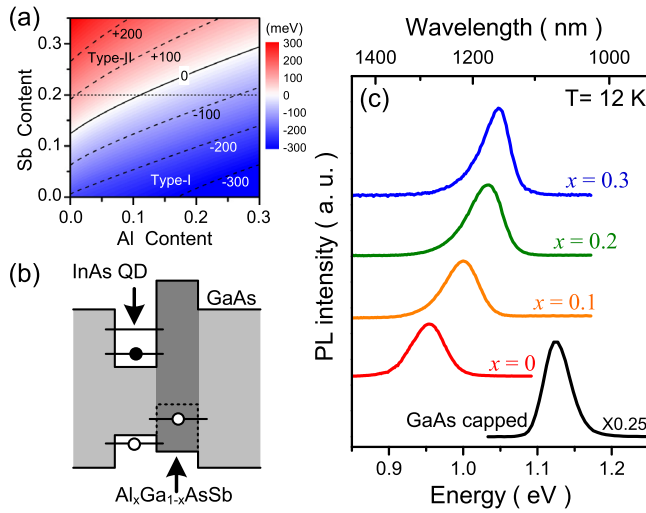 (a)
0.3
0.2
0.1
0.0
Sb Content
+200
Type-II
+100
0
-100
-200
Type-I
-300
0.0
0.1
0.2
0.3
Al Content
(meV)
300
200
100
0
-100
-200
-300
(b)
InAs QD
GaAs
AlxGa1-xAsSb
Wavelength ( nm )
1400
1200
1000
(c)
T= 12 K
x = 0.3
x = 0.2
x = 0.1
x = 0
GaAs capped
X0.25
PL intensity ( a. u. )
0.9
1.0
1.1
1.2
Energy ( eV )